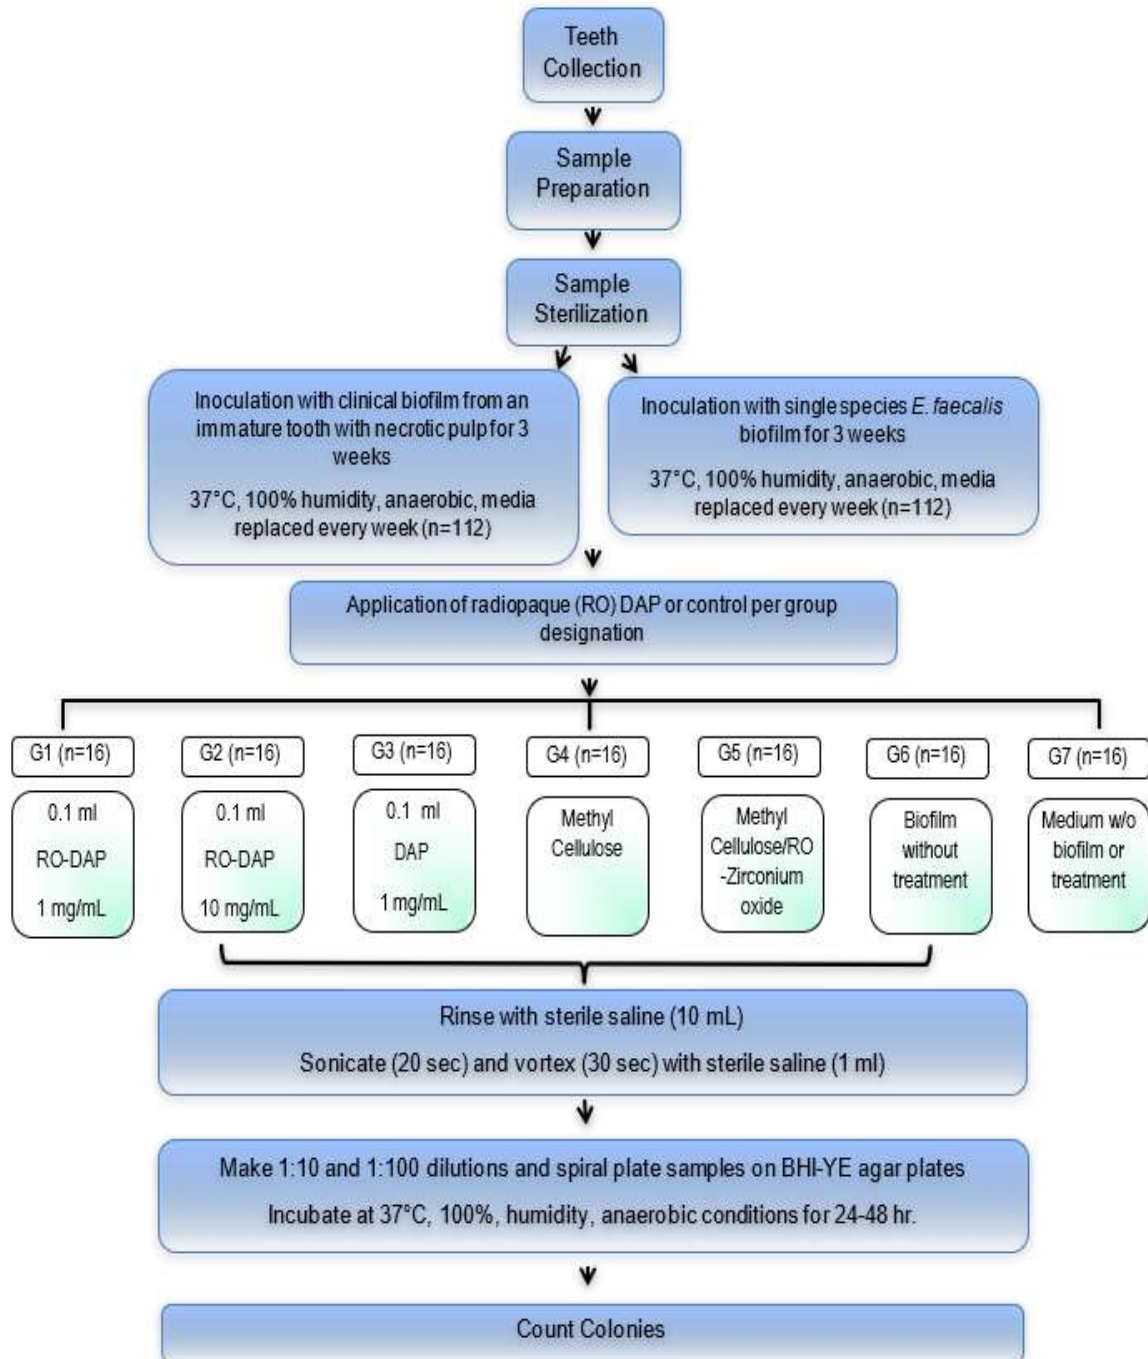 Teeth
Collection
Sample
Preparation
Sample
Sterilization
Inoculation with clinical biofilm from an
immature tooth with necrotic pulp for 3
weeks
37°C, 100% humidity, anaerobic, media
replaced every week (n=112)
Inoculation with single species E. faecalis
biofilm for 3 weeks
37°C, 100% humidity, anaerobic, media
replaced every week (n=112)
Application of radiopaque (RO) DAP or control per group
designation
G1 (n=16)
0.1 ml
RO-DAP
1 mg/mL
G2 (n=16)
0.1 ml
RO-DAP
10 mg/mL
G3 (n=16)
0.1 ml
DAP
1 mg/mL
G4 (n=16)
Methyl
Cellulose
G5 (n=16)
Methyl
Cellulose/RO
-Zirconium
oxide
G6 (n=16)
Biofilm
without
treatment
G7 (n=16)
Medium w/o
biofilm or
treatment
Rinse with sterile saline (10 mL)
Sonicate (20 sec) and vortex (30 sec) with sterile saline (1 ml)
Make 1:10 and 1:100 dilutions and spiral plate samples on BHI-YE agar plates
Incubate at 37°C, 100%, humidity, anaerobic conditions for 24-48 hr.
Count Colonies